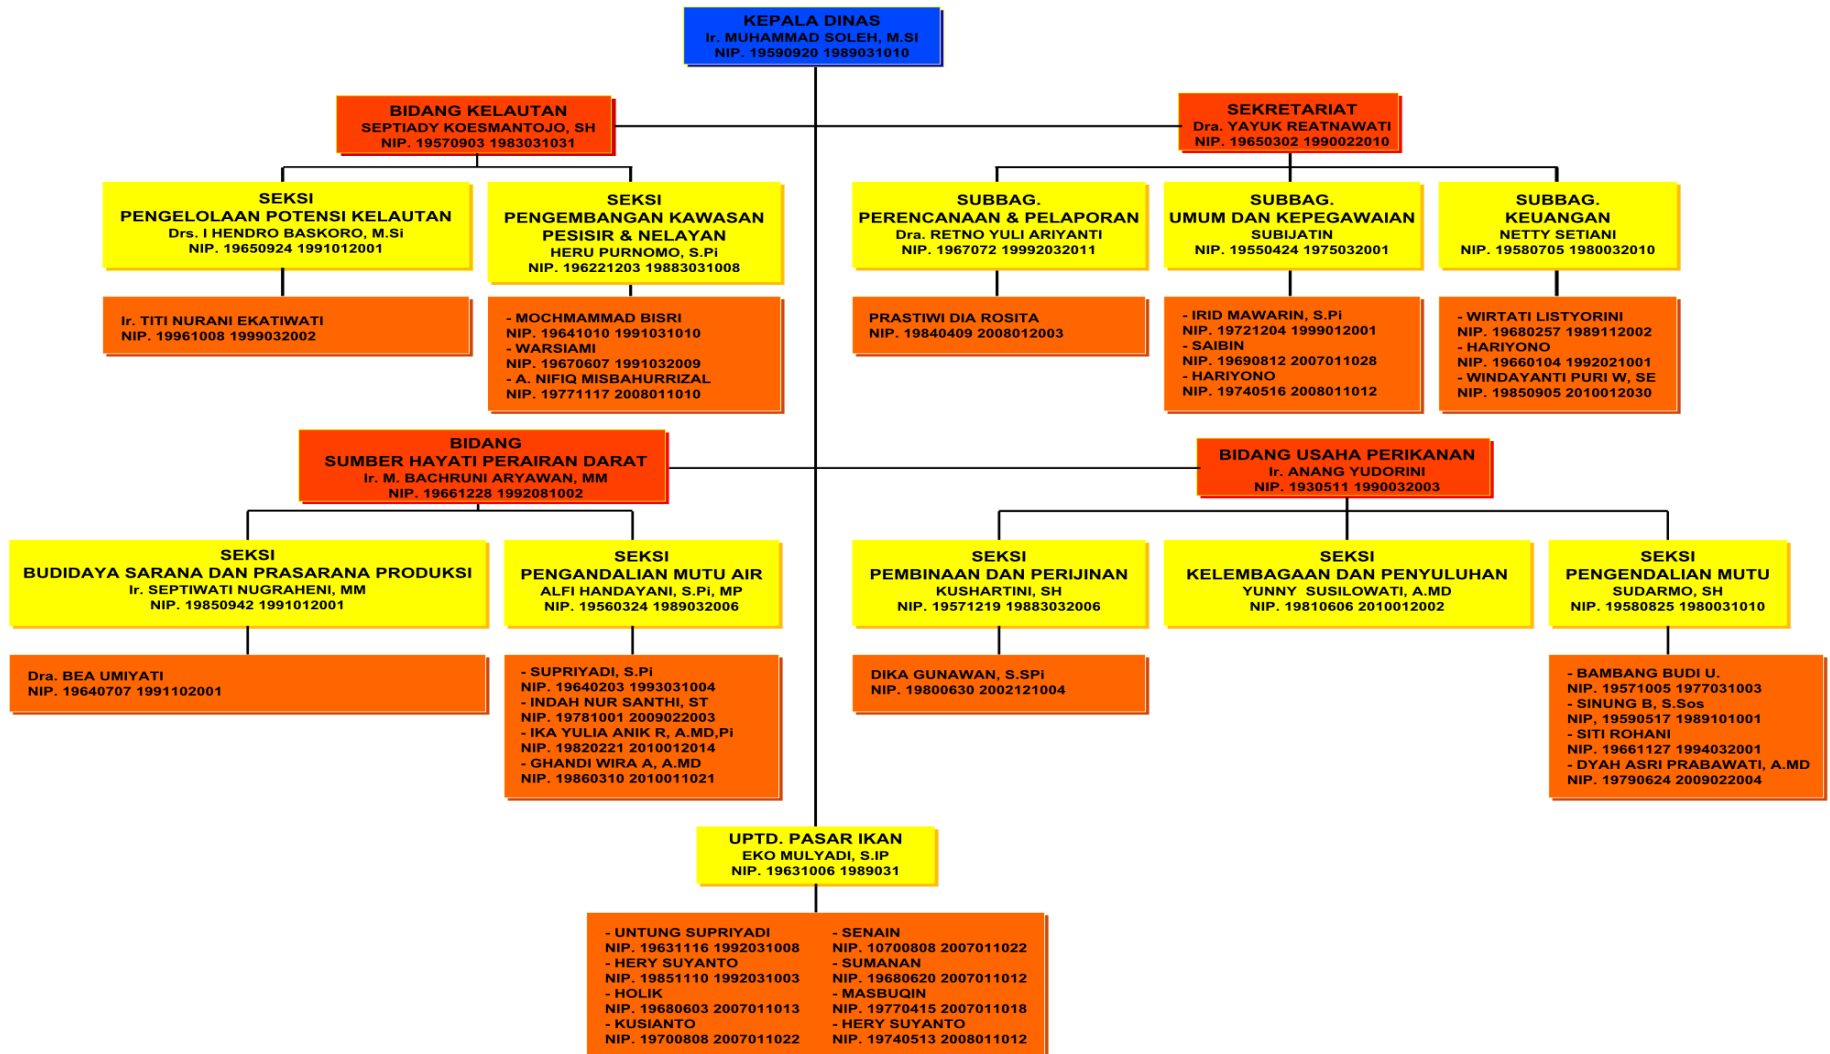 KEPALA DINAS
Ir. MUHAMMAD SOLEH, M.SI
NIP. 19590920 1989031010
BIDANG KELAUTAN
SEPTIADY KOESMANTOJO, SH
NIP. 19570903 1983031031
SEKRETARIAT
Dra. YAYUK REATNAWATI
NIP. 19650302 1990022010
SEKSI
PENGELOLAAN POTENSI KELAUTAN
Drs. I HENDRO BASKORO, M.Si
NIP. 19650924 1991012001
SEKSI
PENGEMBANGAN KAWASAN
PESISIR & NELAYAN
HERU PURNOMO, S.Pi
NIP. 196221203 19883031008
SUBBAG.
PERENCANAAN & PELAPORAN
Dra. RETNO YULI ARIYANTI
NIP. 1967072 19992032011
SUBBAG.
UMUM DAN KEPEGAWAIAN
SUBIJATIN
NIP. 19550424 1975032001
SUBBAG.
KEUANGAN
NETTY SETIANI
NIP. 19580705 1980032010
Ir. TITI NURANI EKATIWATI
NIP. 19961008 1999032002
- MOCHMAMMAD BISRI
NIP. 19641010 1991031010
- WARSIAMI
NIP. 19670607 1991032009
- A. NIFIQ MISBAHURRIZAL
NIP. 19771117 2008011010
PRASTIWI DIA ROSITA
NIP. 19840409 2008012003
- IRID MAWARIN, S.Pi
NIP. 19721204 1999012001
- SAIBIN
NIP. 19690812 2007011028
- HARIYONO
NIP. 19740516 2008011012
- WIRTATI LISTYORINI
NIP. 19680257 1989112002
- HARIYONO
NIP. 19660104 1992021001
- WINDAYANTI PURI W, SE
NIP. 19850905 2010012030
BIDANG
SUMBER HAYATI PERAIRAN DARAT
Ir. M. BACHRUNI ARYAWAN, MM
NIP. 19661228 1992081002
BIDANG USAHA PERIKANAN
Ir. ANANG YUDORINI
NIP. 1930511 1990032003
SEKSI
BUDIDAYA SARANA DAN PRASARANA PRODUKSI
Ir. SEPTIWATI NUGRAHENI, MM
NIP. 19850942 1991012001
SEKSI
PENGANDALIAN MUTU AIR
ALFI HANDAYANI, S.Pi, MP
NIP. 19560324 1989032006
SEKSI
PEMBINAAN DAN PERIJINAN
KUSHARTINI, SH
NIP. 19571219 19883032006
SEKSI
KELEMBAGAAN DAN PENYULUHAN
YUNNY SUSILOWATI, A.MD
NIP. 19810606 2010012002
SEKSI
PENGENDALIAN MUTU
SUDARMO, SH
NIP. 19580825 1980031010
Dra. BEA UMIYATI
NIP. 19640707 1991102001
- SUPRIYADI, S.Pi
NIP. 19640203 1993031004
- INDAH NUR SANTHI, ST
NIP. 19781001 2009022003
- IKA YULIA ANIK R, A.MD,Pi
NIP. 19820221 2010012014
- GHANDI WIRA A, A.MD
NIP. 19860310 2010011021
DIKA GUNAWAN, S.SPi
NIP. 19800630 2002121004
- BAMBANG BUDI U.
NIP. 19571005 1977031003
- SINUNG B, S.Sos
NIP, 19590517 1989101001
- SITI ROHANI
NIP. 19661127 1994032001
- DYAH ASRI PRABAWATI, A.MD
NIP. 19790624 2009022004
UPTD. PASAR IKAN
EKO MULYADI, S.IP
NIP. 19631006 1989031
- UNTUNG SUPRIYADI
NIP. 19631116 1992031008
- HERY SUYANTO
NIP. 19851110 1992031003
- HOLIK
NIP. 19680603 2007011013
- KUSIANTO
NIP. 19700808 2007011022
- SENAIN
NIP. 10700808 2007011022
- SUMANAN
NIP. 19680620 2007011012
- MASBUQIN
NIP. 19770415 2007011018
- HERY SUYANTO
NIP. 19740513 2008011012